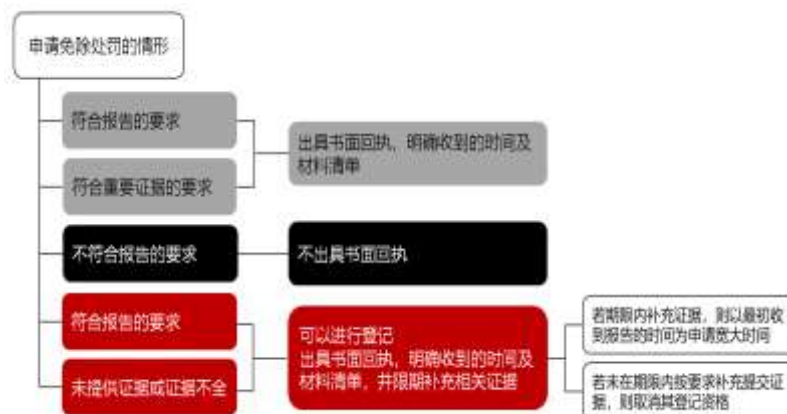 申请免除处罚的情形
符合报告的要求
符合重要证据的要求
出具书面回执，明确收到的时间及
材料清单
不符合报告的要求
不出具书面回执
符合报告的要求
未提供证据或证据不全
可以进行登记
出具书面回执，明确收到的时间及
材料清单，并限期补充相关证据
若期限内补充证据，则以最初收
到报告的时间为申请宽大时间
若未在期限内按要求补充提交证
据，则取消其登记资格